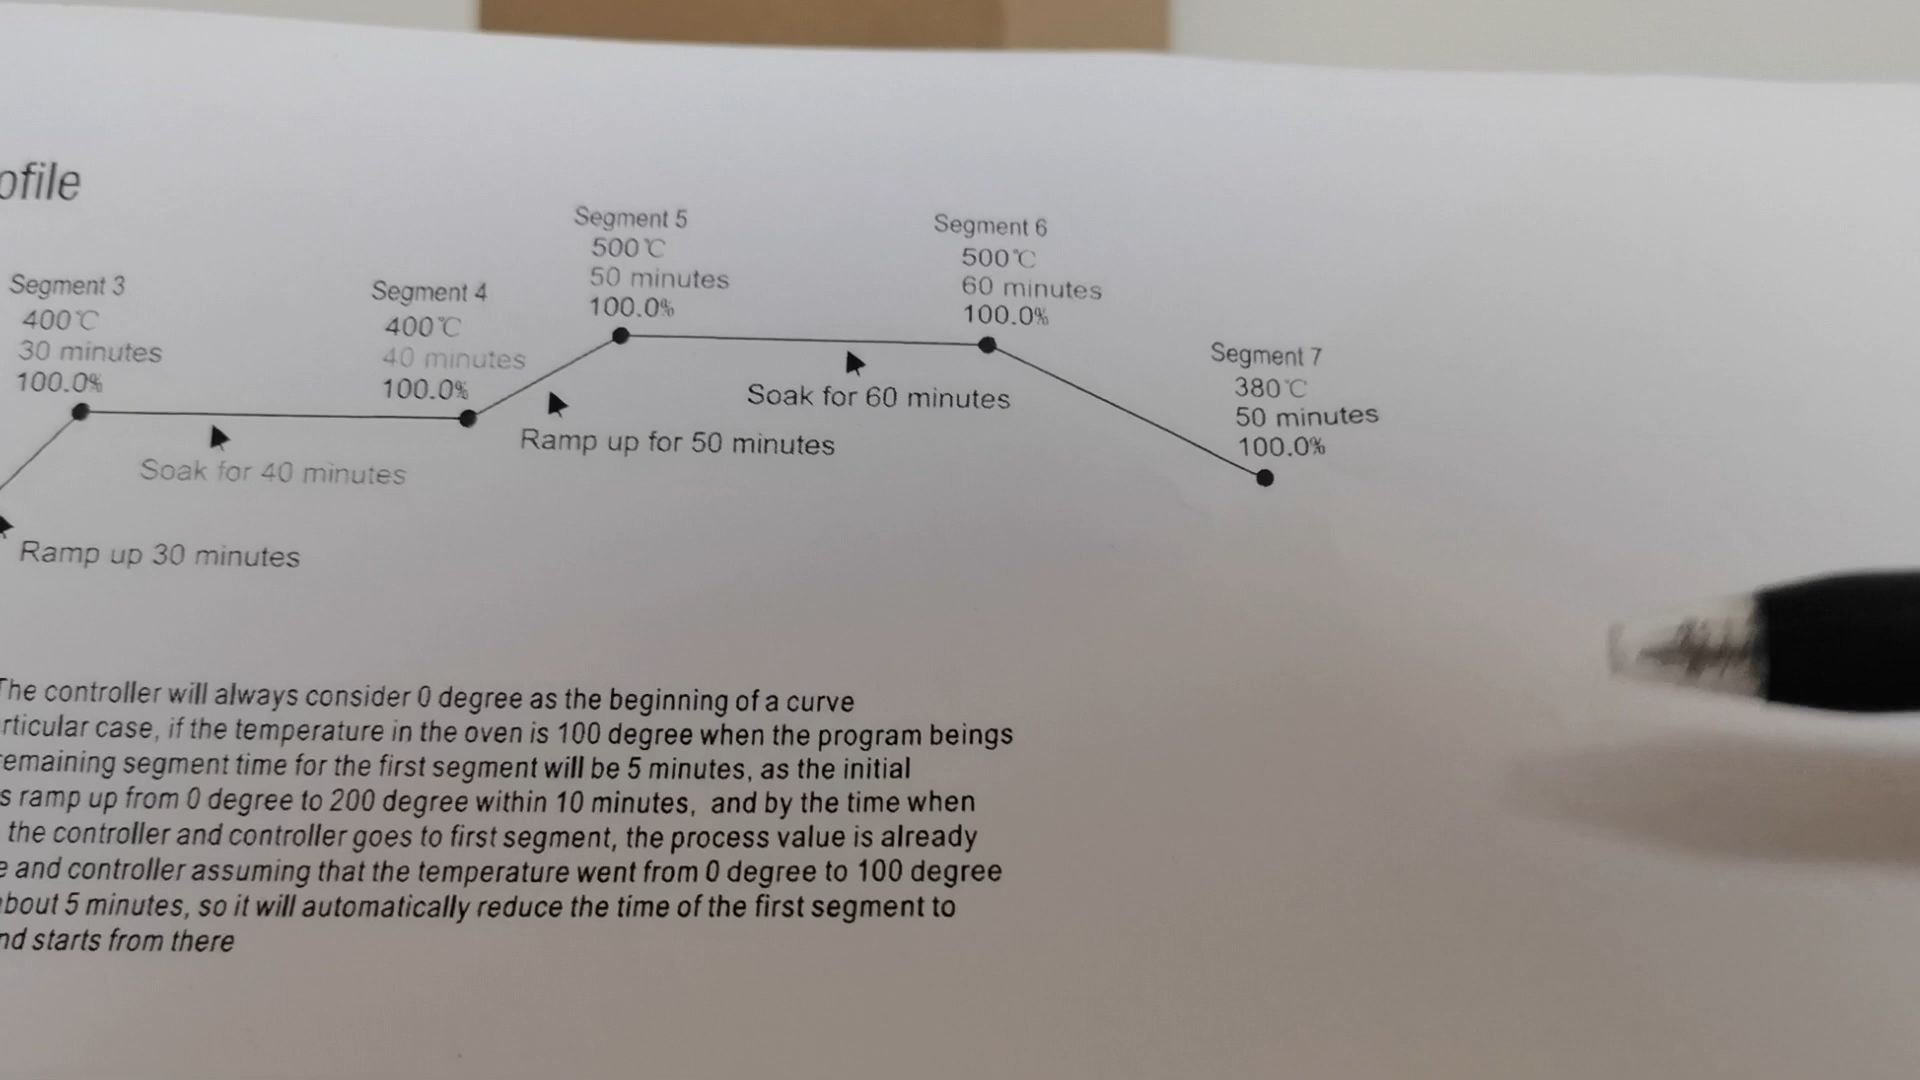 ofile
Segment 5
500℃
50 minutes
100.0%
Segment 6
500℃
60 minutes
100.0%
Segment 3
400℃
30 minutes
100.0%
Segment 4
400℃
40 minutes
100.0%
Segment 7
380℃
50 minutes
100.0%
Soak for 60 minutes
Ramp up for 50 minutes
Soak for 40 minutes
Ramp up 30 minutes
The controller will always consider 0 degree as the beginning of a curve
rticular case, if the temperature in the oven is 100 degree when the program beings
emaining segment time for the first segment will be 5 minutes, as the initial
s ramp up from 0 degree to 200 degree within 10 minutes, and by the time when
the controller and controller goes to first segment, the process value is already
e and controller assuming that the temperature went from 0 degree to 100 degree
bout 5 minutes, so it will automatically reduce the time of the first segment to
nd starts from there